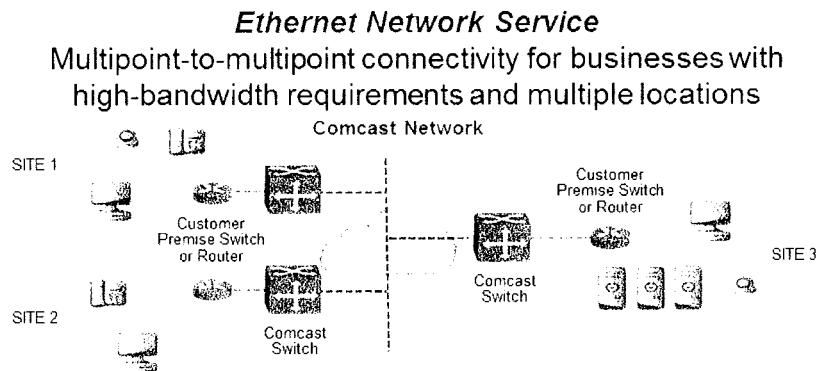 Ethernet Network Service
Multipoint-to-multipoint connectivity for businesses with
high-bandwidth requirements and multiple locations
Comcast Network
SITE 1
Customer
Premise Switch
or Router
Customer
Premise Switch
or Router
SITE 3
Comcast
Switch
SITE 2
Comcast
Switch